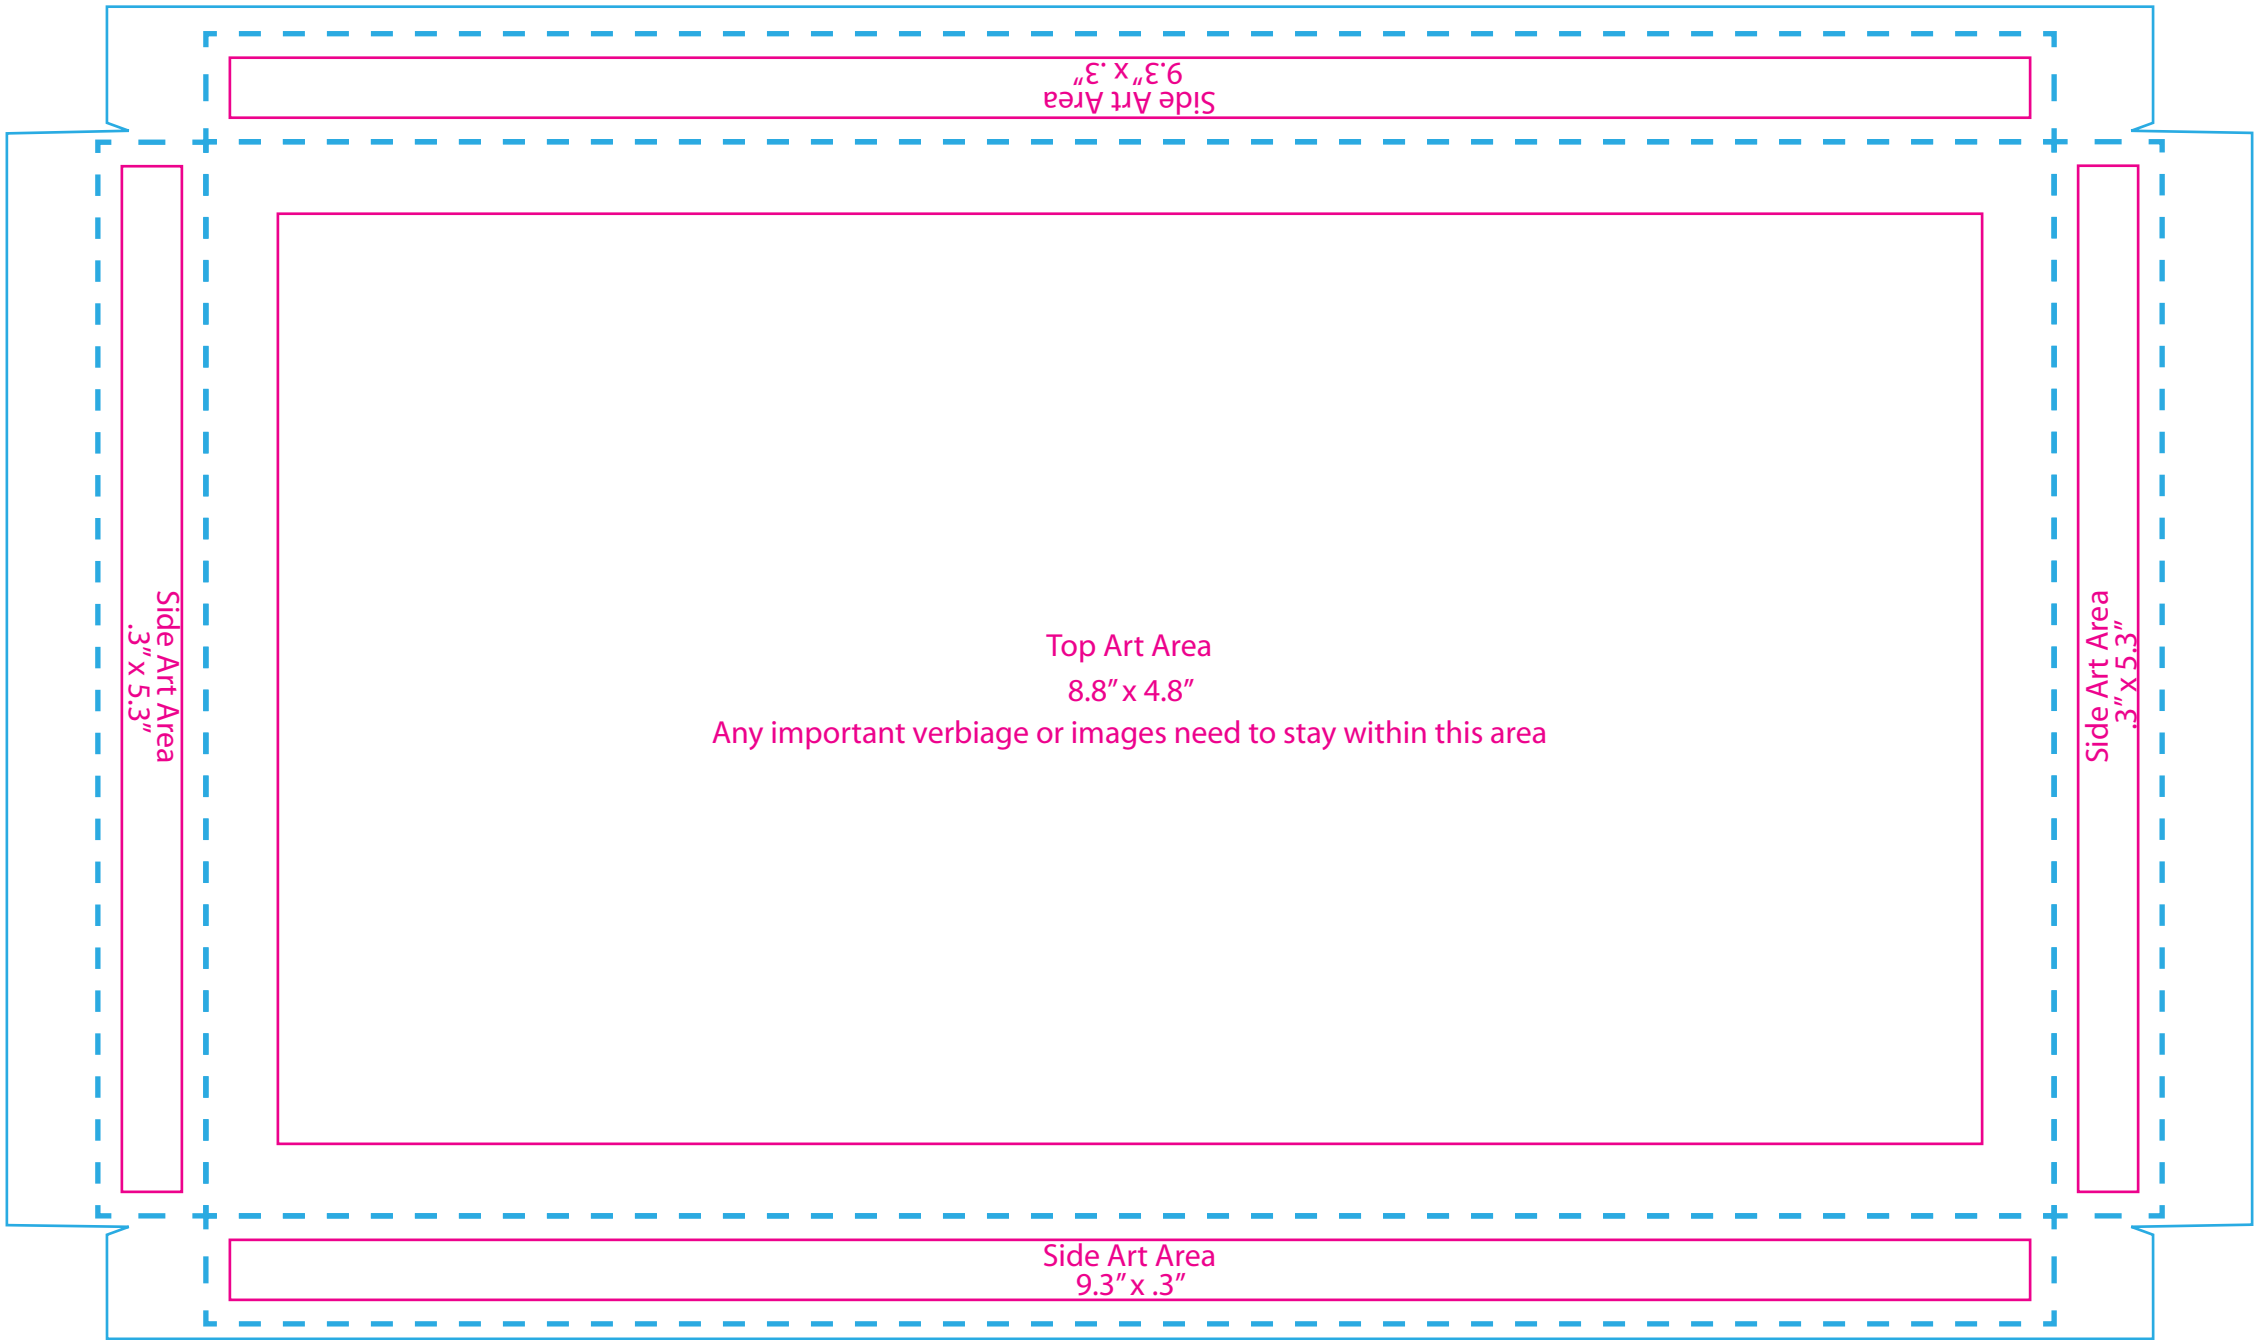 Side Art Area
9.3” x .3”
Side Art Area
.3” x 5.3”
Top Art Area
8.8” x 4.8”
Any important verbiage or images need to stay within this area
Side Art Area
.3” x 5.3”
Side Art Area
9.3” x .3”